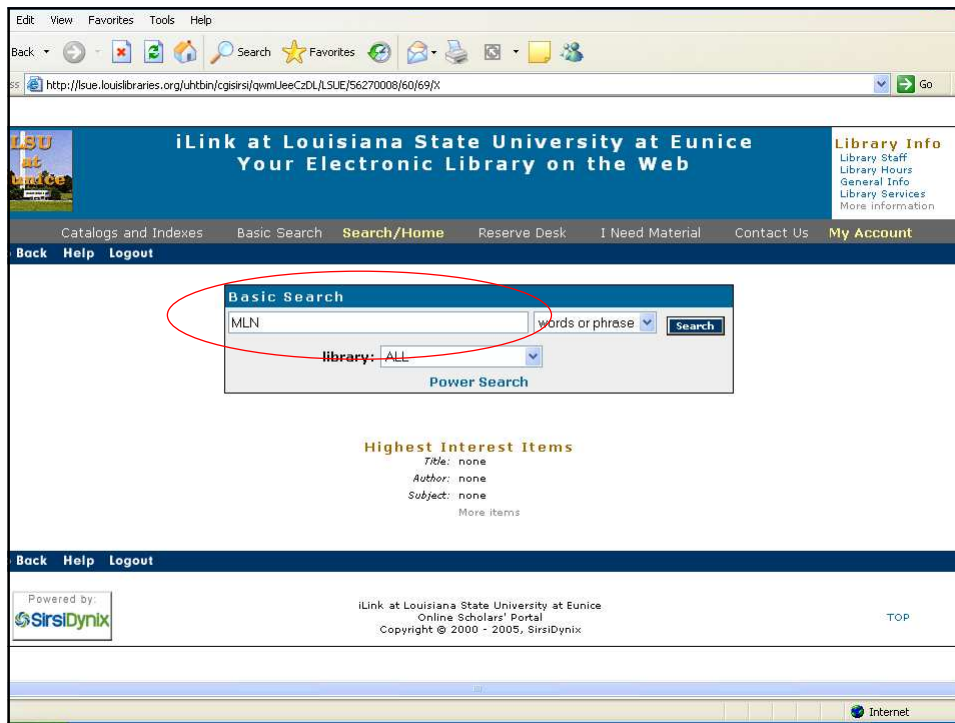 Edit View Favorites Tools Help
Back Search Favorites
ss http://lsue.louislibraries.org/uhtbin/cgisirsi/qwmUeeCzDL/LSUE/56270008/60/69/X Go
LSU
at
Eunice
iLink at Louisiana State University at Eunice
Your Electronic Library on the Web
Library Info
Library Staff
Library Hours
General Info
Library Services
More information
Catalogs and Indexes Basic Search Search/Home Reserve Desk I Need Material Contact Us My Account
Back Help Logout
Basic Search
MLN words or phrase Search
library: ALL
Power Search
Highest Interest Items
Title: none
Author: none
Subject: none
More items
Back Help Logout
Powered by:
SirsiDynix
iLink at Louisiana State University at Eunice
Online Scholars' Portal
Copyright © 2000 - 2005, SirsiDynix
TOP
Internet